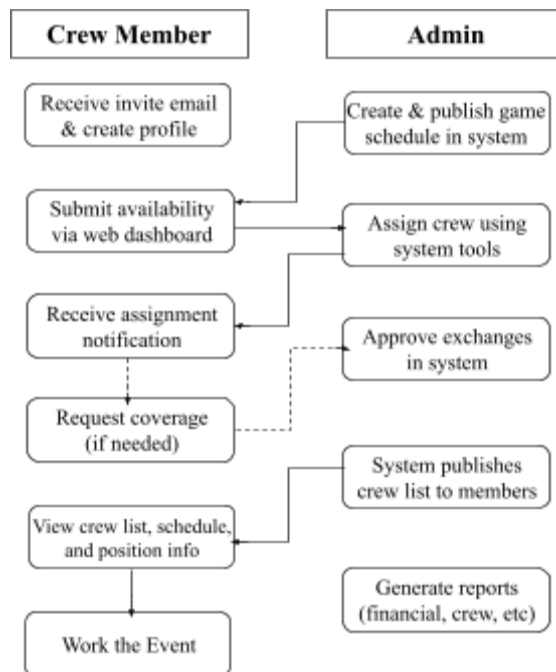 Crew Member
Admin
Receive invite email
& create profile
Create & publish game
schedule in system
Submit availability
via web dashboard
Assign crew using
system tools
Receive assignment
notification
Approve exchanges
in system
Request coverage
(if needed)
System publishes
crew list to members
View crew list, schedule,
and position info
Generate reports
(financial, crew, etc)
Work the Event